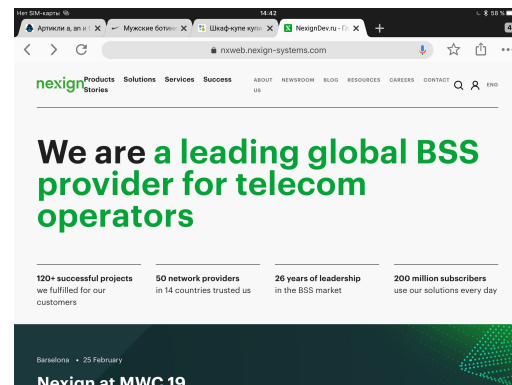 Нет SIM-карты
14:42
58 %
Артикли a, an и t
Мужские ботин
Шкаф-купе купи
NexignDev.ru - Гл
nxweb.nexign-systems.com
nexign
Products Solutions Services Success
Stories
ABOUT US
NEWSROOM BLOG RESOURCES CAREERS CONTACT
ENG
We are a leading global BSS
provider for telecom
operators
120+ successful projects
we fulfilled for our
customers
50 network providers
in 14 countries trusted us
26 years of leadership
in the BSS market
200 million subscribers
use our solutions every day
Barselona • 25 February
Nexign at MWC 19